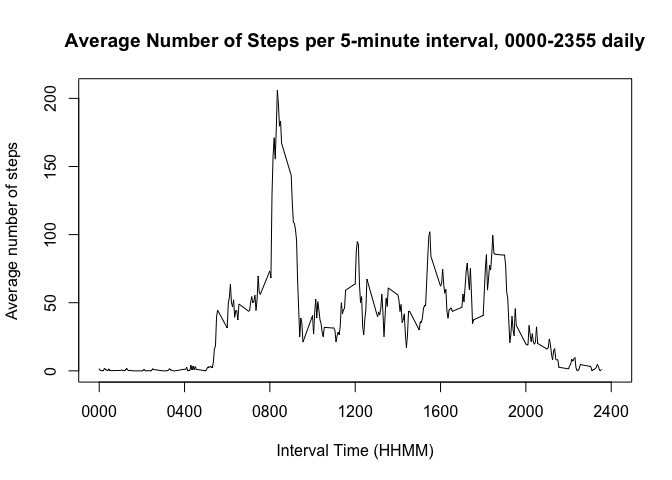 Average Number of Steps per 5-minute interval, 0000-2355 daily
Average number of steps
200
150
100
50
0
0000 0400 0800 1200 1600 2000 2400
Interval Time (HHMM)